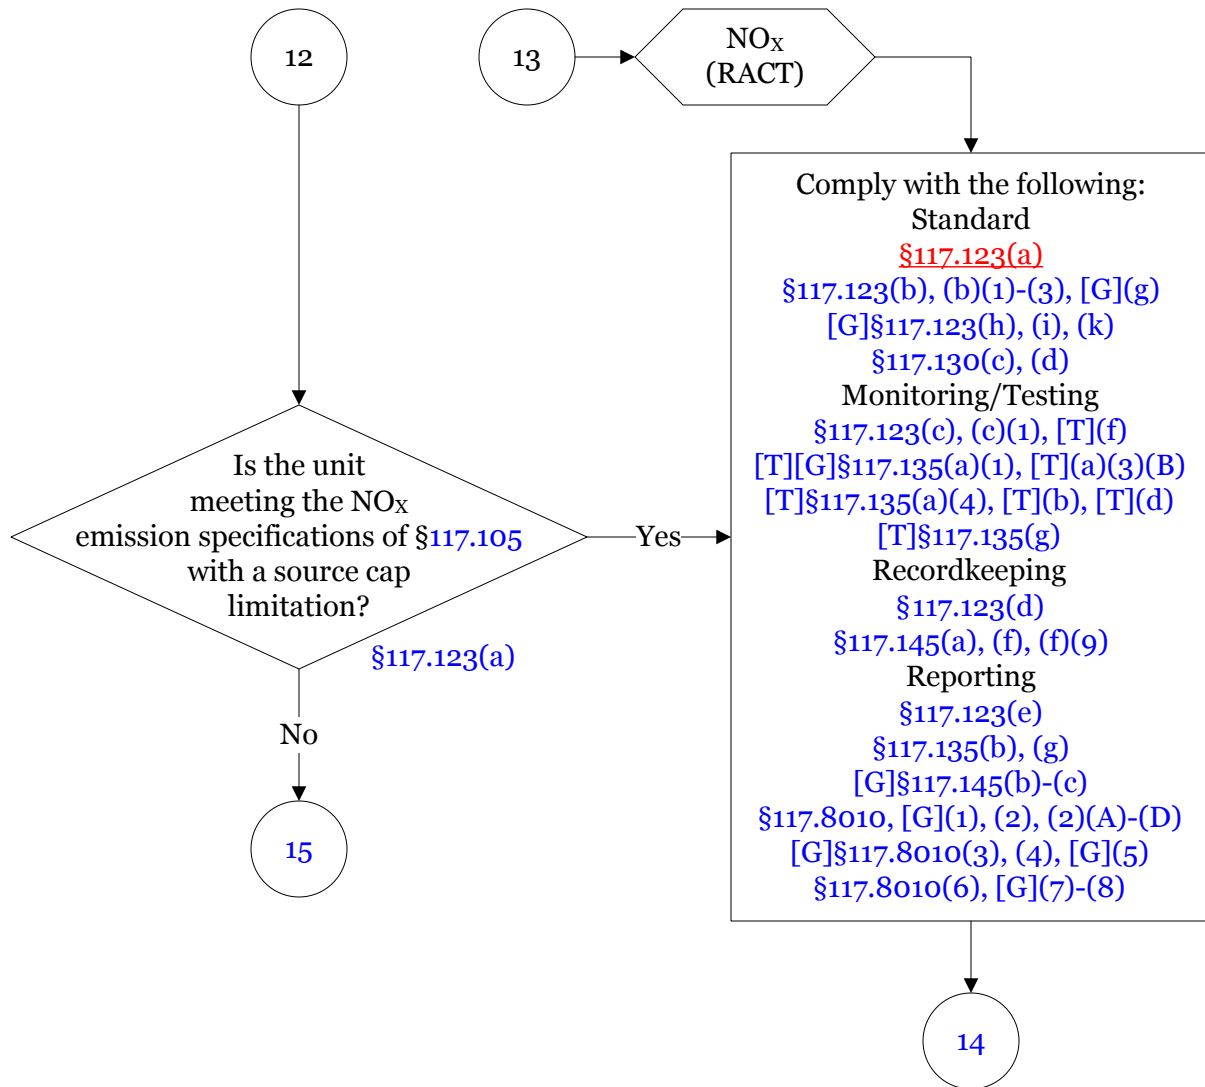 12
13
NOX
(RACT)
Comply with the following:
Standard
§117.123(a)
§117.123(b), (b)(1)-(3), [G](g)
[G]§117.123(h), (i), (k)
§117.130(c), (d)
Monitoring/Testing
§117.123(c), (c)(1), [T](f)
[T][G]§117.135(a)(1), [T](a)(3)(B)
[T]§117.135(a)(4), [T](b), [T](d)
[T]§117.135(g)
Recordkeeping
§117.123(d)
§117.145(a), (f), (f)(9)
Reporting
§117.123(e)
§117.135(b), (g)
[G]§117.145(b)-(c)
§117.8010, [G](1), (2), (2)(A)-(D)
[G]§117.8010(3), (4), [G](5)
§117.8010(6), [G](7)-(8)
Is the unit
meeting the NOX
emission specifications of §117.105
with a source cap
limitation?
§117.123(a)
Yes
No
15
14